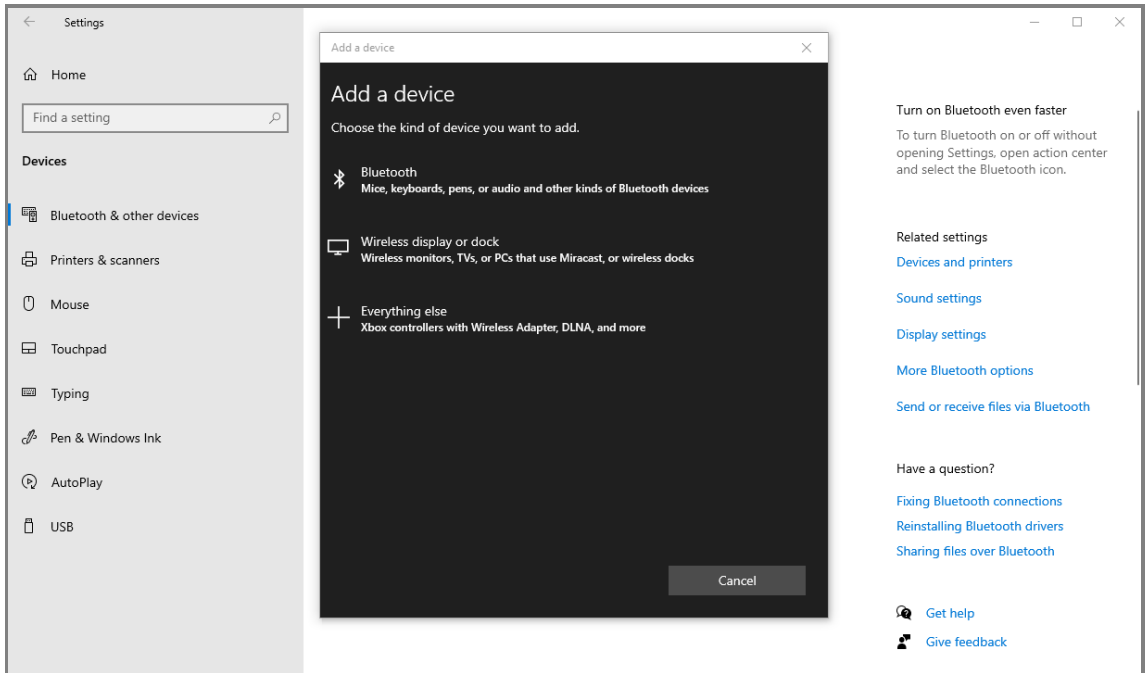 Settings
Home
Find a setting
Devices
Bluetooth & other devices
Printers & scanners
Mouse
Touchpad
Typing
Pen & Windows Ink
AutoPlay
USB
Add a device
Add a device
Choose the kind of device you want to add.
Bluetooth
Mice, keyboards, pens, or audio and other kinds of Bluetooth devices
Wireless display or dock
Wireless monitors, TVs, or PCs that use Miracast, or wireless docks
Everything else
Xbox controllers with Wireless Adapter, DLNA, and more
Cancel
Turn on Bluetooth even faster
To turn Bluetooth on or off without
opening Settings, open action center
and select the Bluetooth icon.
Related settings
Devices and printers
Sound settings
Display settings
More Bluetooth options
Send or receive files via Bluetooth
Have a question?
Fixing Bluetooth connections
Reinstalling Bluetooth drivers
Sharing files over Bluetooth
Get help
Give feedback